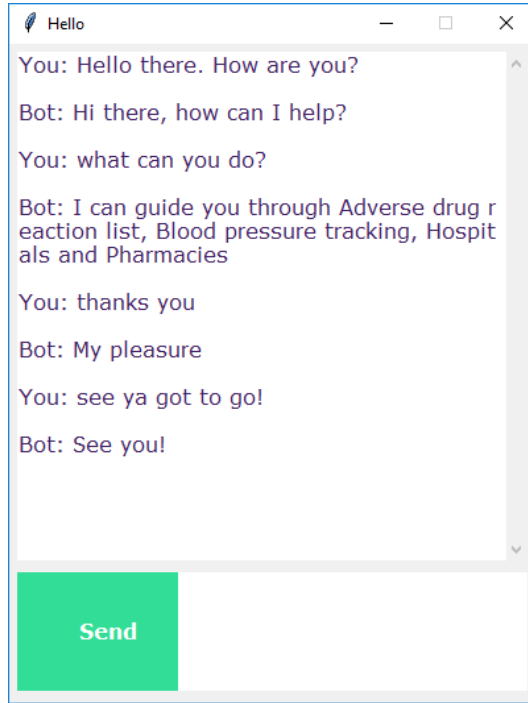 Hello
You: Hello there. How are you?
Bot: Hi there, how can I help?
You: what can you do?
Bot: I can guide you through Adverse drug r
eaction list, Blood pressure tracking, Hospit
als and Pharmacies
You: thanks you
Bot: My pleasure
You: see ya got to go!
Bot: See you!
Send